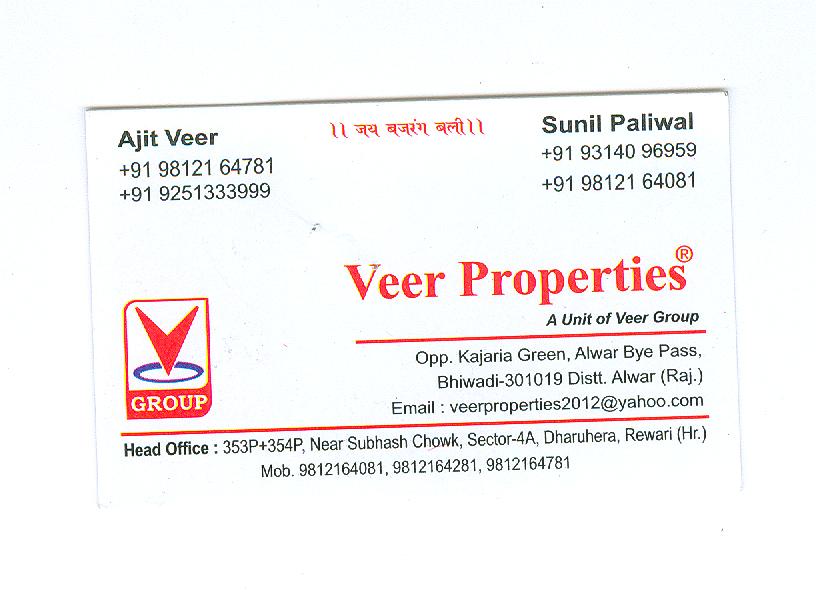 Ajit Veer
+91 98121 64781
+91 9251333999
।। जय बजरंग बली।।
Sunil Paliwal
+91 93140 96959
+91 98121 64081
Veer Properties®
A Unit of Veer Group
Opp. Kajaria Green, Alwar Bye Pass,
Bhiwadi-301019 Distt. Alwar (Raj.)
Email : veerproperties2012@yahoo.com
V
GROUP
Head Office : 353P+354P, Near Subhash Chowk, Sector-4A, Dharuhera, Rewari (Hr.)
Mob. 9812164081, 9812164281, 9812164781